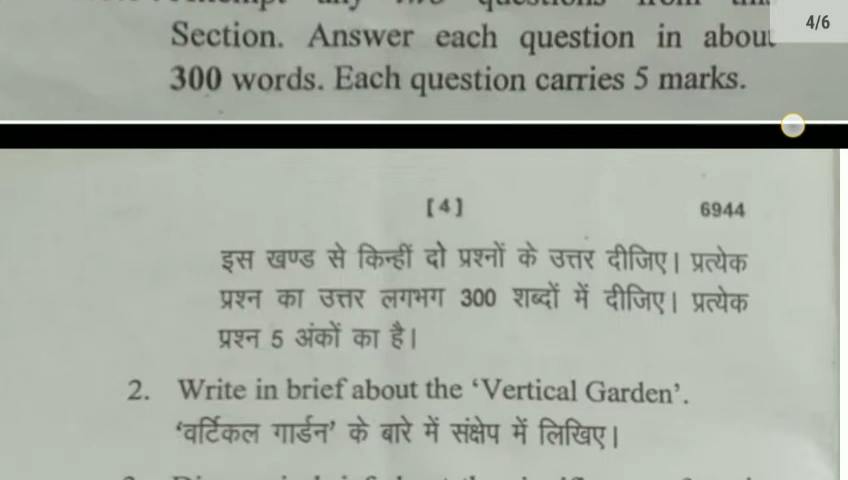 4/6
Section. Answer each question in about
300 words. Each question carries 5 marks.
[4] 6944
इस खण्ड से किन्हीं दो प्रश्नों के उत्तर दीजिए। प्रत्येक
प्रश्न का उत्तर लगभग 300 शब्दों में दीजिए। प्रत्येक
प्रश्न 5 अंकों का है।
2. Write in brief about the ‘Vertical Garden’.
‘वर्टिकल गार्डन’ के बारे में संक्षेप में लिखिए।